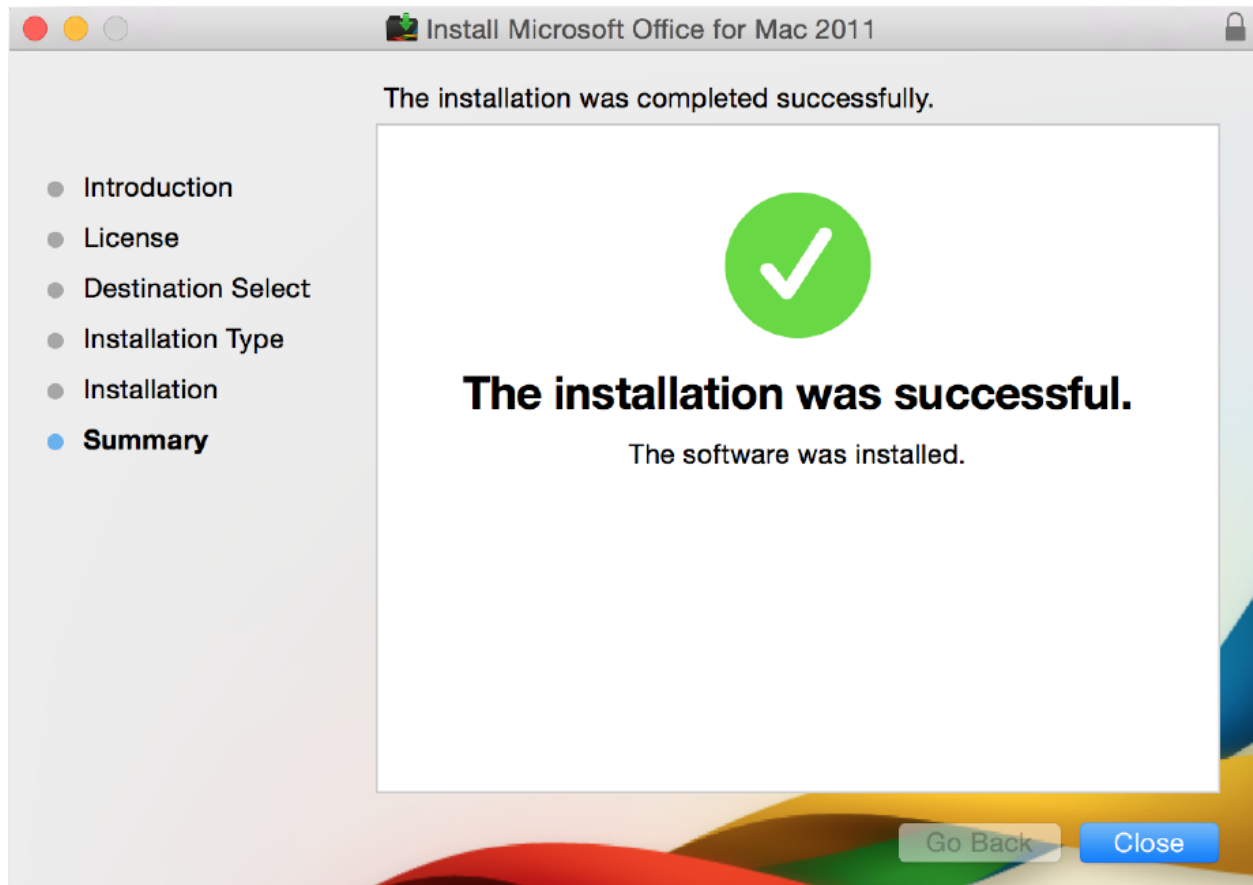 Install Microsoft Office for Mac 2011
The installation was completed successfully.
Introduction
License
Destination Select
Installation Type
Installation
Summary
The installation was successful.
The software was installed.
Go Back
Close